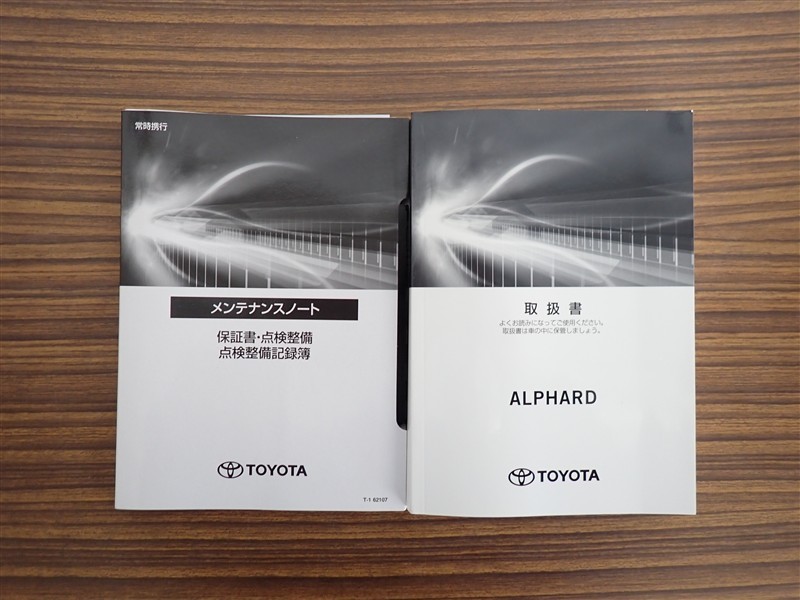 常時携行
メンテナンスノート
保証書・点検整備
点検整備記録簿
TOYOTA
T-1 62107
取扱書
よくお読みになってご使用ください。
取扱書は車の中に保管しましょう。
ALPHARD
TOYOTA